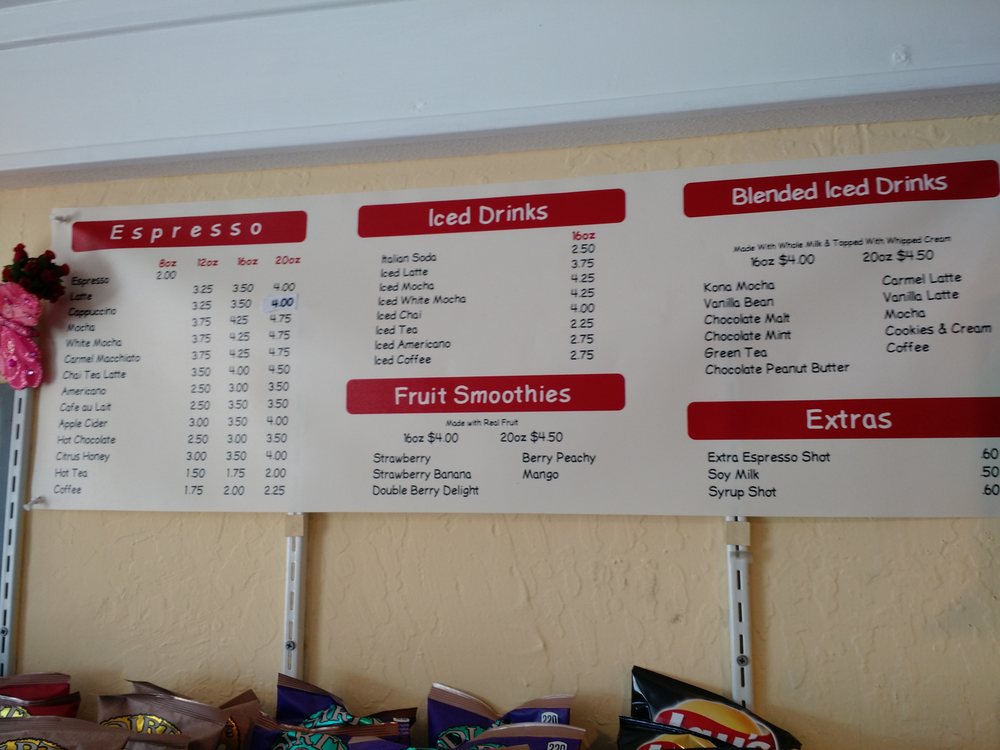 Espresso
8oz 12oz 16oz 20oz
Espresso 2.00
Latte 3.25 3.50 4.00
Cappuccino 3.25 3.50 4.00
Mocha 3.75 425 4.75
White Mocha 3.75 4.25 4.75
Carmel Macchiato 3.75 4.25 4.75
Chai Tea Latte 3.50 4.00 4.50
Americano 2.50 3.00 3.50
Cafe au Lait 2.50 3.50 3.50
Apple Cider 3.00 3.50 4.00
Hot Chocolate 2.50 3.00 3.50
Citrus Honey 3.00 3.50 4.00
Hot Tea 1.50 1.75 2.00
Coffee 1.75 2.00 2.25
Iced Drinks
16oz
Italian Soda 2.50
Iced Latte 3.75
Iced Mocha 4.25
Iced White Mocha 4.25
Iced Chai 4.00
Iced Tea 2.25
Iced Americano 2.75
Iced Coffee 2.75
Fruit Smoothies
Made with Real Fruit
16oz $4.00 20oz $4.50
Strawberry Berry Peachy
Strawberry Banana Mango
Double Berry Delight
Blended Iced Drinks
Made With Whole Milk & Topped With Whipped Cream
16oz $4.00 20oz $4.50
Kona Mocha Carmel Latte
Vanilla Bean Vanilla Latte
Chocolate Malt Mocha
Chocolate Mint Cookies & Cream
Green Tea Coffee
Chocolate Peanut Butter
Extras
Extra Espresso Shot .60
Soy Milk .50
Syrup Shot .60
220
220
Lay's